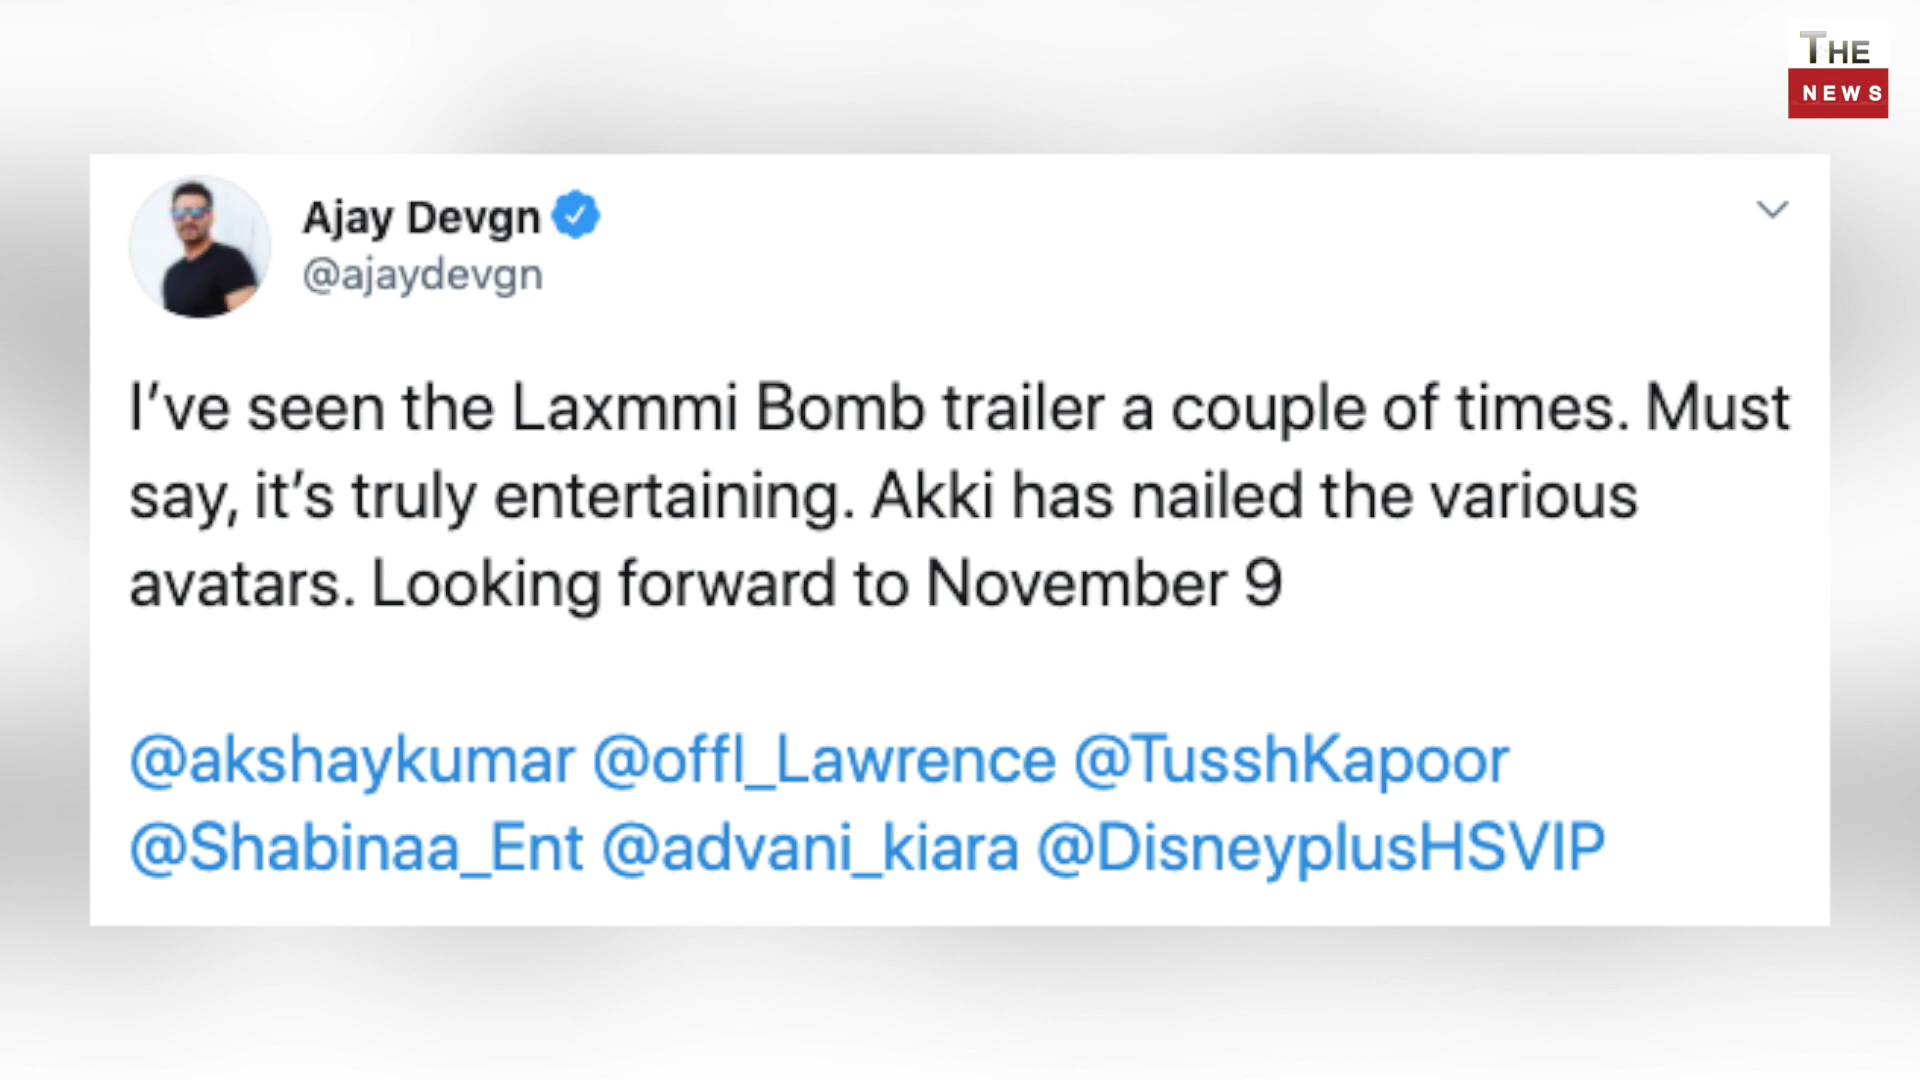 THE
NEWS
Ajay Devgn
@ajaydevgn
I’ve seen the Laxmmi Bomb trailer a couple of times. Must
say, it’s truly entertaining. Akki has nailed the various
avatars. Looking forward to November 9
@akshaykumar @offl_Lawrence @TusshKapoor
@Shabinaa_Ent @advani_kiara @DisneyplusHSVIP